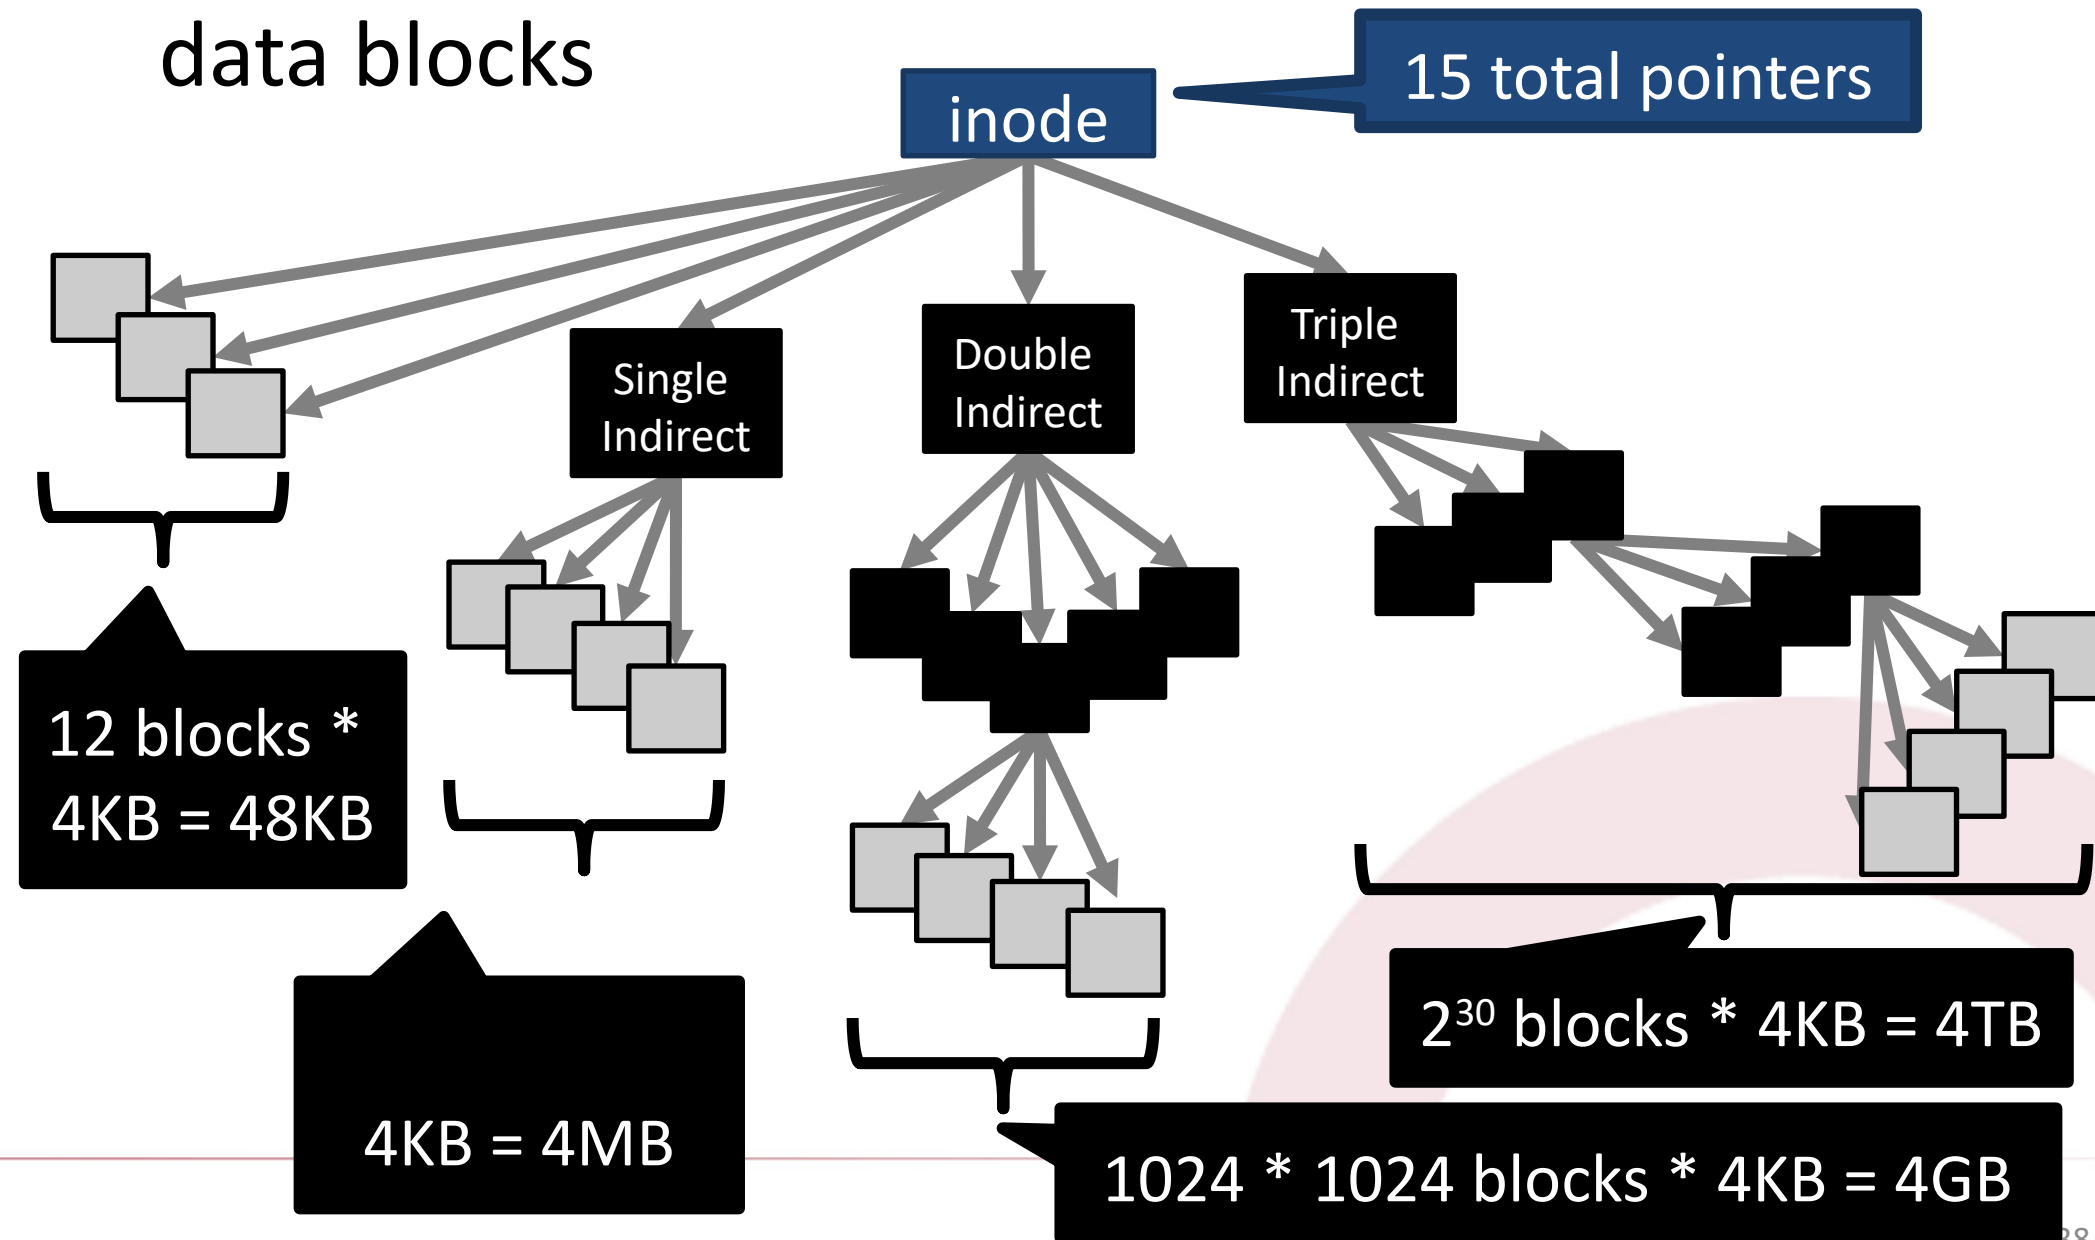 data blocks
15 total pointers
inode
Single
Indirect
Double
Indirect
Triple
Indirect
12 blocks *
4KB = 48KB
4KB = 4MB
2³⁰ blocks * 4KB = 4TB
1024 * 1024 blocks * 4KB = 4GB